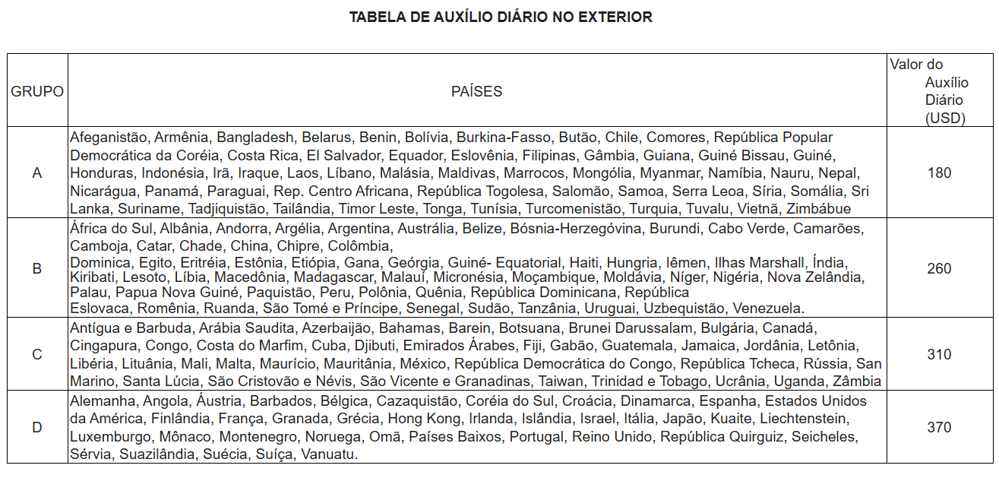 TABELA DE AUXÍLIO DIÁRIO NO EXTERIOR
GRUPO
PAÍSES
Valor do
Auxílio
Diário
(USD)
A
Afeganistão, Armênia, Bangladesh, Belarus, Benin, Bolívia, Burkina-Fasso, Butão, Chile, Comores, República Popular
Democrática da Coréia, Costa Rica, El Salvador, Equador, Eslovênia, Filipinas, Gâmbia, Guiana, Guiné Bissau, Guiné,
Honduras, Indonésia, Irã, Iraque, Laos, Líbano, Malásia, Maldivas, Marrocos, Mongólia, Myanmar, Namíbia, Nauru, Nepal,
Nicarágua, Panamá, Paraguai, Rep. Centro Africana, República Togolesa, Salomão, Samoa, Serra Leoa, Síria, Somália, Sri
Lanka, Suriname, Tadjiquistão, Tailândia, Timor Leste, Tonga, Tunísia, Turcomenistão, Turquia, Tuvalu, Vietnã, Zimbábue
180
B
África do Sul, Albânia, Andorra, Argélia, Argentina, Austrália, Belize, Bósnia-Herzegóvina, Burundi, Cabo Verde, Camarões,
Camboja, Catar, Chade, China, Chipre, Colômbia,
Dominica, Egito, Eritréia, Estônia, Etiópia, Gana, Geórgia, Guiné- Equatorial, Haiti, Hungria, Iêmen, Ilhas Marshall, Índia,
Kiribati, Lesoto, Líbia, Macedônia, Madagascar, Malauí, Micronésia, Moçambique, Moldávia, Níger, Nigéria, Nova Zelândia,
Palau, Papua Nova Guiné, Paquistão, Peru, Polônia, Quênia, República Dominicana, República
Eslovaca, Romênia, Ruanda, São Tomé e Príncipe, Senegal, Sudão, Tanzânia, Uruguai, Uzbequistão, Venezuela.
260
C
Antígua e Barbuda, Arábia Saudita, Azerbaijão, Bahamas, Barein, Botsuana, Brunei Darussalam, Bulgária, Canadá,
Cingapura, Congo, Costa do Marfim, Cuba, Djibuti, Emirados Árabes, Fiji, Gabão, Guatemala, Jamaica, Jordânia, Letônia,
Libéria, Lituânia, Mali, Malta, Maurício, Mauritânia, México, República Democrática do Congo, República Tcheca, Rússia, San
Marino, Santa Lúcia, São Cristovão e Névis, São Vicente e Granadinas, Taiwan, Trinidad e Tobago, Ucrânia, Uganda, Zâmbia
310
D
Alemanha, Angola, Áustria, Barbados, Bélgica, Cazaquistão, Coréia do Sul, Croácia, Dinamarca, Espanha, Estados Unidos
da América, Finlândia, França, Granada, Grécia, Hong Kong, Irlanda, Islândia, Israel, Itália, Japão, Kuaite, Liechtenstein,
Luxemburgo, Mônaco, Montenegro, Noruega, Omã, Países Baixos, Portugal, Reino Unido, República Quirguiz, Seicheles,
Sérvia, Suazilândia, Suécia, Suíça, Vanuatu.
370